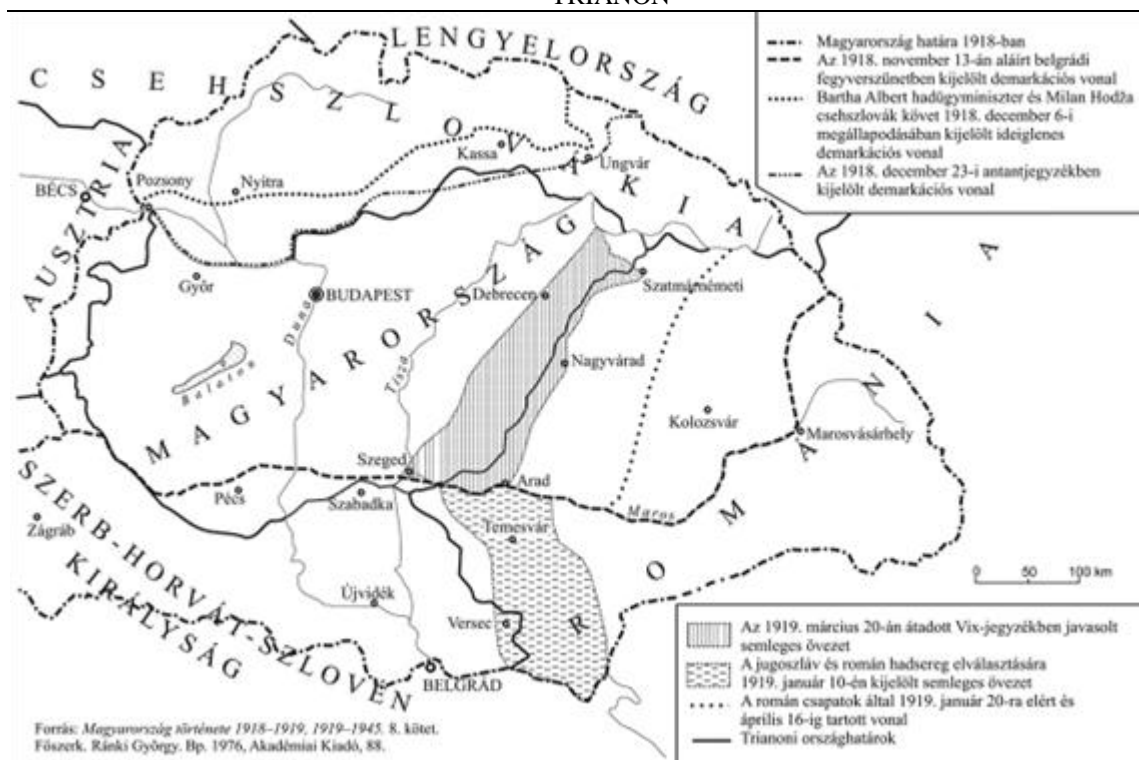 TRIANON
LENGYELORSZÁG
CSEHSZLOVÁKIA
AUSZTRIA
MAGYARORSZÁG
ROMÁNIA
SZERB-HORVÁT-SZLOVÉN
KIRÁLYSÁG
Magyarország határa 1918-ban
Az 1918. november 13-án aláírt belgrádi
fegyverszünetben kijelölt demarkációs vonal
Bartha Albert hadügyminiszter és Milan Hodža
csehszlovák követ 1918. december 6-i
megállapodásában kijelölt ideiglenes
demarkációs vonal
Az 1918. december 23-i antantjegyzékben
kijelölt demarkációs vonal
Kassa
Ungvár
BÉCS
Pozsony
Nyitra
Győr
BUDAPEST
Duna
Debrecen
Szatmárnémeti
Balaton
Tisza
Nagyvárad
Kolozsvár
Marosvásárhely
Szeged
Pécs
Szabadka
Arad
Maros
Zágráb
Temesvár
Újvidék
Versec
BELGRÁD
0 50 100 km
Az 1919. március 20-án átadott Vix-jegyzékben javasolt
semleges övezet
A jugoszláv és román hadsereg elválasztására
1919. január 10-én kijelölt semleges övezet
A román csapatok által 1919. január 20-ra elért és
április 16-ig tartott vonal
Trianoni országhatárok
Forrás: Magyarország története 1918–1919, 1919–1945. 8. kötet.
Főszerk. Ránki György. Bp. 1976, Akadémiai Kiadó, 88.